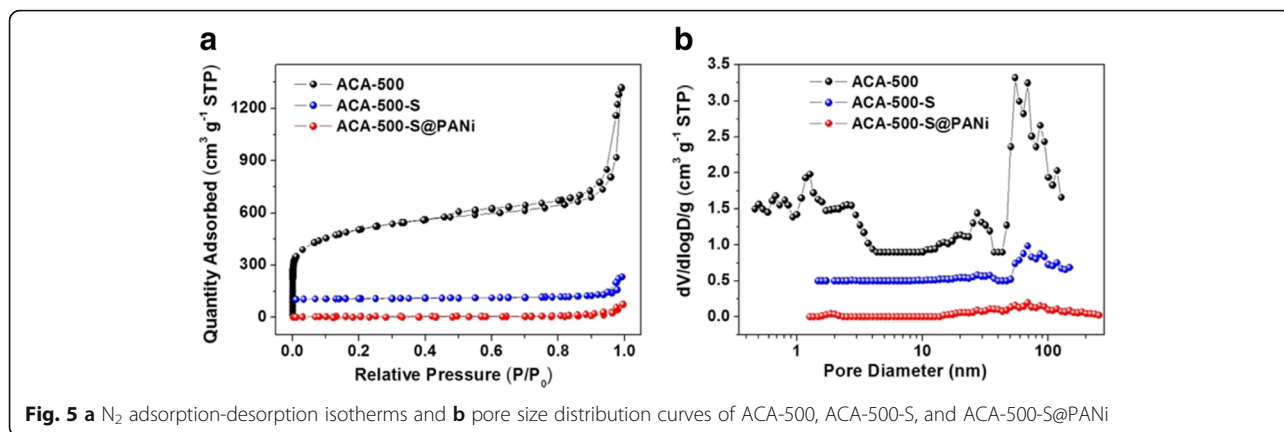 a
ACA-500
ACA-500-S
ACA-500-S@PANi
Quantity Adsorbed (cm³ g⁻¹ STP)
1200
900
600
300
0
0.0 0.2 0.4 0.6 0.8 1.0
Relative Pressure (P/P₀)
b
ACA-500
ACA-500-S
ACA-500-S@PANi
dV/dlogD/g (cm³ g⁻¹ STP)
3.5
3.0
2.5
2.0
1.5
1.0
0.5
0.0
1 10 100
Pore Diameter (nm)
Fig. 5 a N₂ adsorption-desorption isotherms and b pore size distribution curves of ACA-500, ACA-500-S, and ACA-500-S@PANi